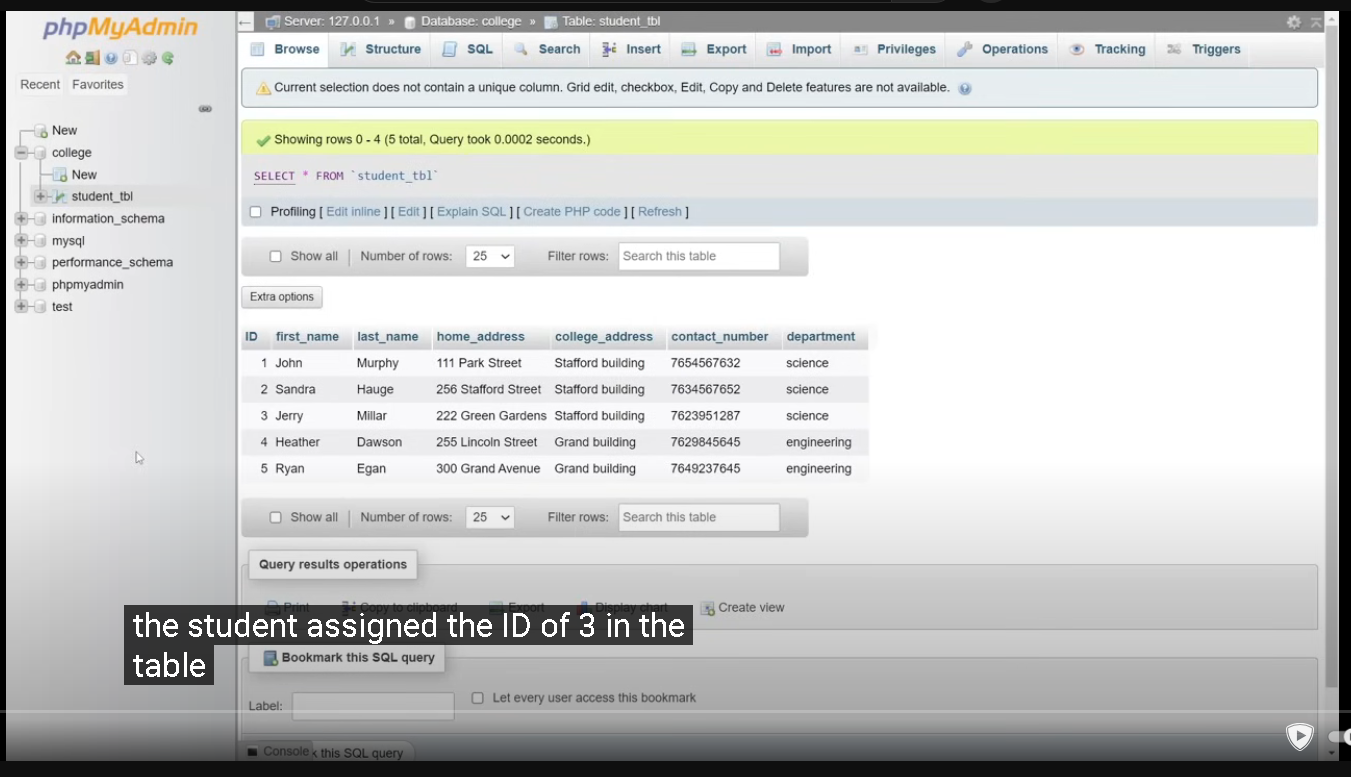 phpMyAdmin
Recent Favorites
New
college
New
student_tbl
information_schema
mysql
performance_schema
phpmyadmin
test
Server: 127.0.0.1 » Database: college » Table: student_tbl
Browse Structure SQL Search Insert Export Import Privileges Operations Tracking Triggers
Current selection does not contain a unique column. Grid edit, checkbox, Edit, Copy and Delete features are not available.
Showing rows 0 - 4 (5 total, Query took 0.0002 seconds.)
SELECT * FROM `student_tbl`
Profiling [ Edit inline ] [ Edit ] [ Explain SQL ] [ Create PHP code ] [ Refresh ]
Show all | Number of rows: 25 Filter rows: Search this table
Extra options
ID first_name last_name home_address college_address contact_number department
1 John Murphy 111 Park Street Stafford building 7654567632 science
2 Sandra Hauge 256 Stafford Street Stafford building 7634567652 science
3 Jerry Millar 222 Green Gardens Stafford building 7623951287 science
4 Heather Dawson 255 Lincoln Street Grand building 7629845645 engineering
5 Ryan Egan 300 Grand Avenue Grand building 7649237645 engineering
Show all | Number of rows: 25 Filter rows: Search this table
Query results operations
Print Copy to clipboard Export Display chart Create view
the student assigned the ID of 3 in the
table
Bookmark this SQL query
Label: Let every user access this bookmark
Console k this SQL query